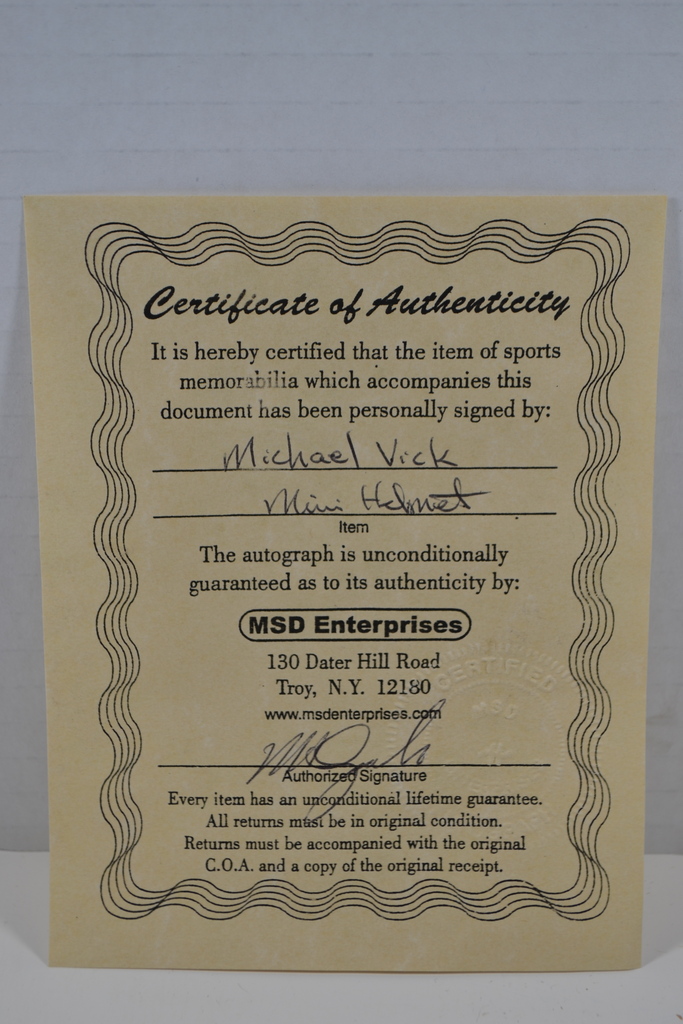 Certificate of Authenticity
It is hereby certified that the item of sports
memorabilia which accompanies this
document has been personally signed by:
Michael Vick
Mini Helmet
Item
The autograph is unconditionally
guaranteed as to its authenticity by:
MSD Enterprises
130 Dater Hill Road
Troy, N.Y. 12180
www.msdenterprises.com
CERTIFIED
MSD
Authorized Signature
Every item has an unconditional lifetime guarantee.
All returns must be in original condition.
Returns must be accompanied with the original
C.O.A. and a copy of the original receipt.